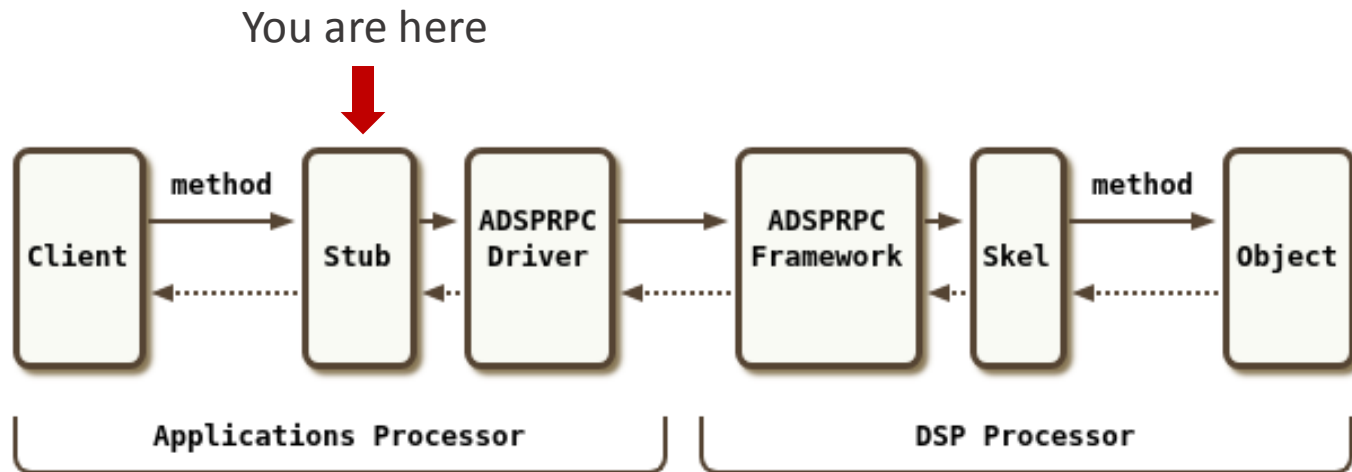 You are here
method
method
Client
Stub
ADSPRPC
Driver
ADSPRPC
Framework
Skel
Object
Applications Processor
DSP Processor